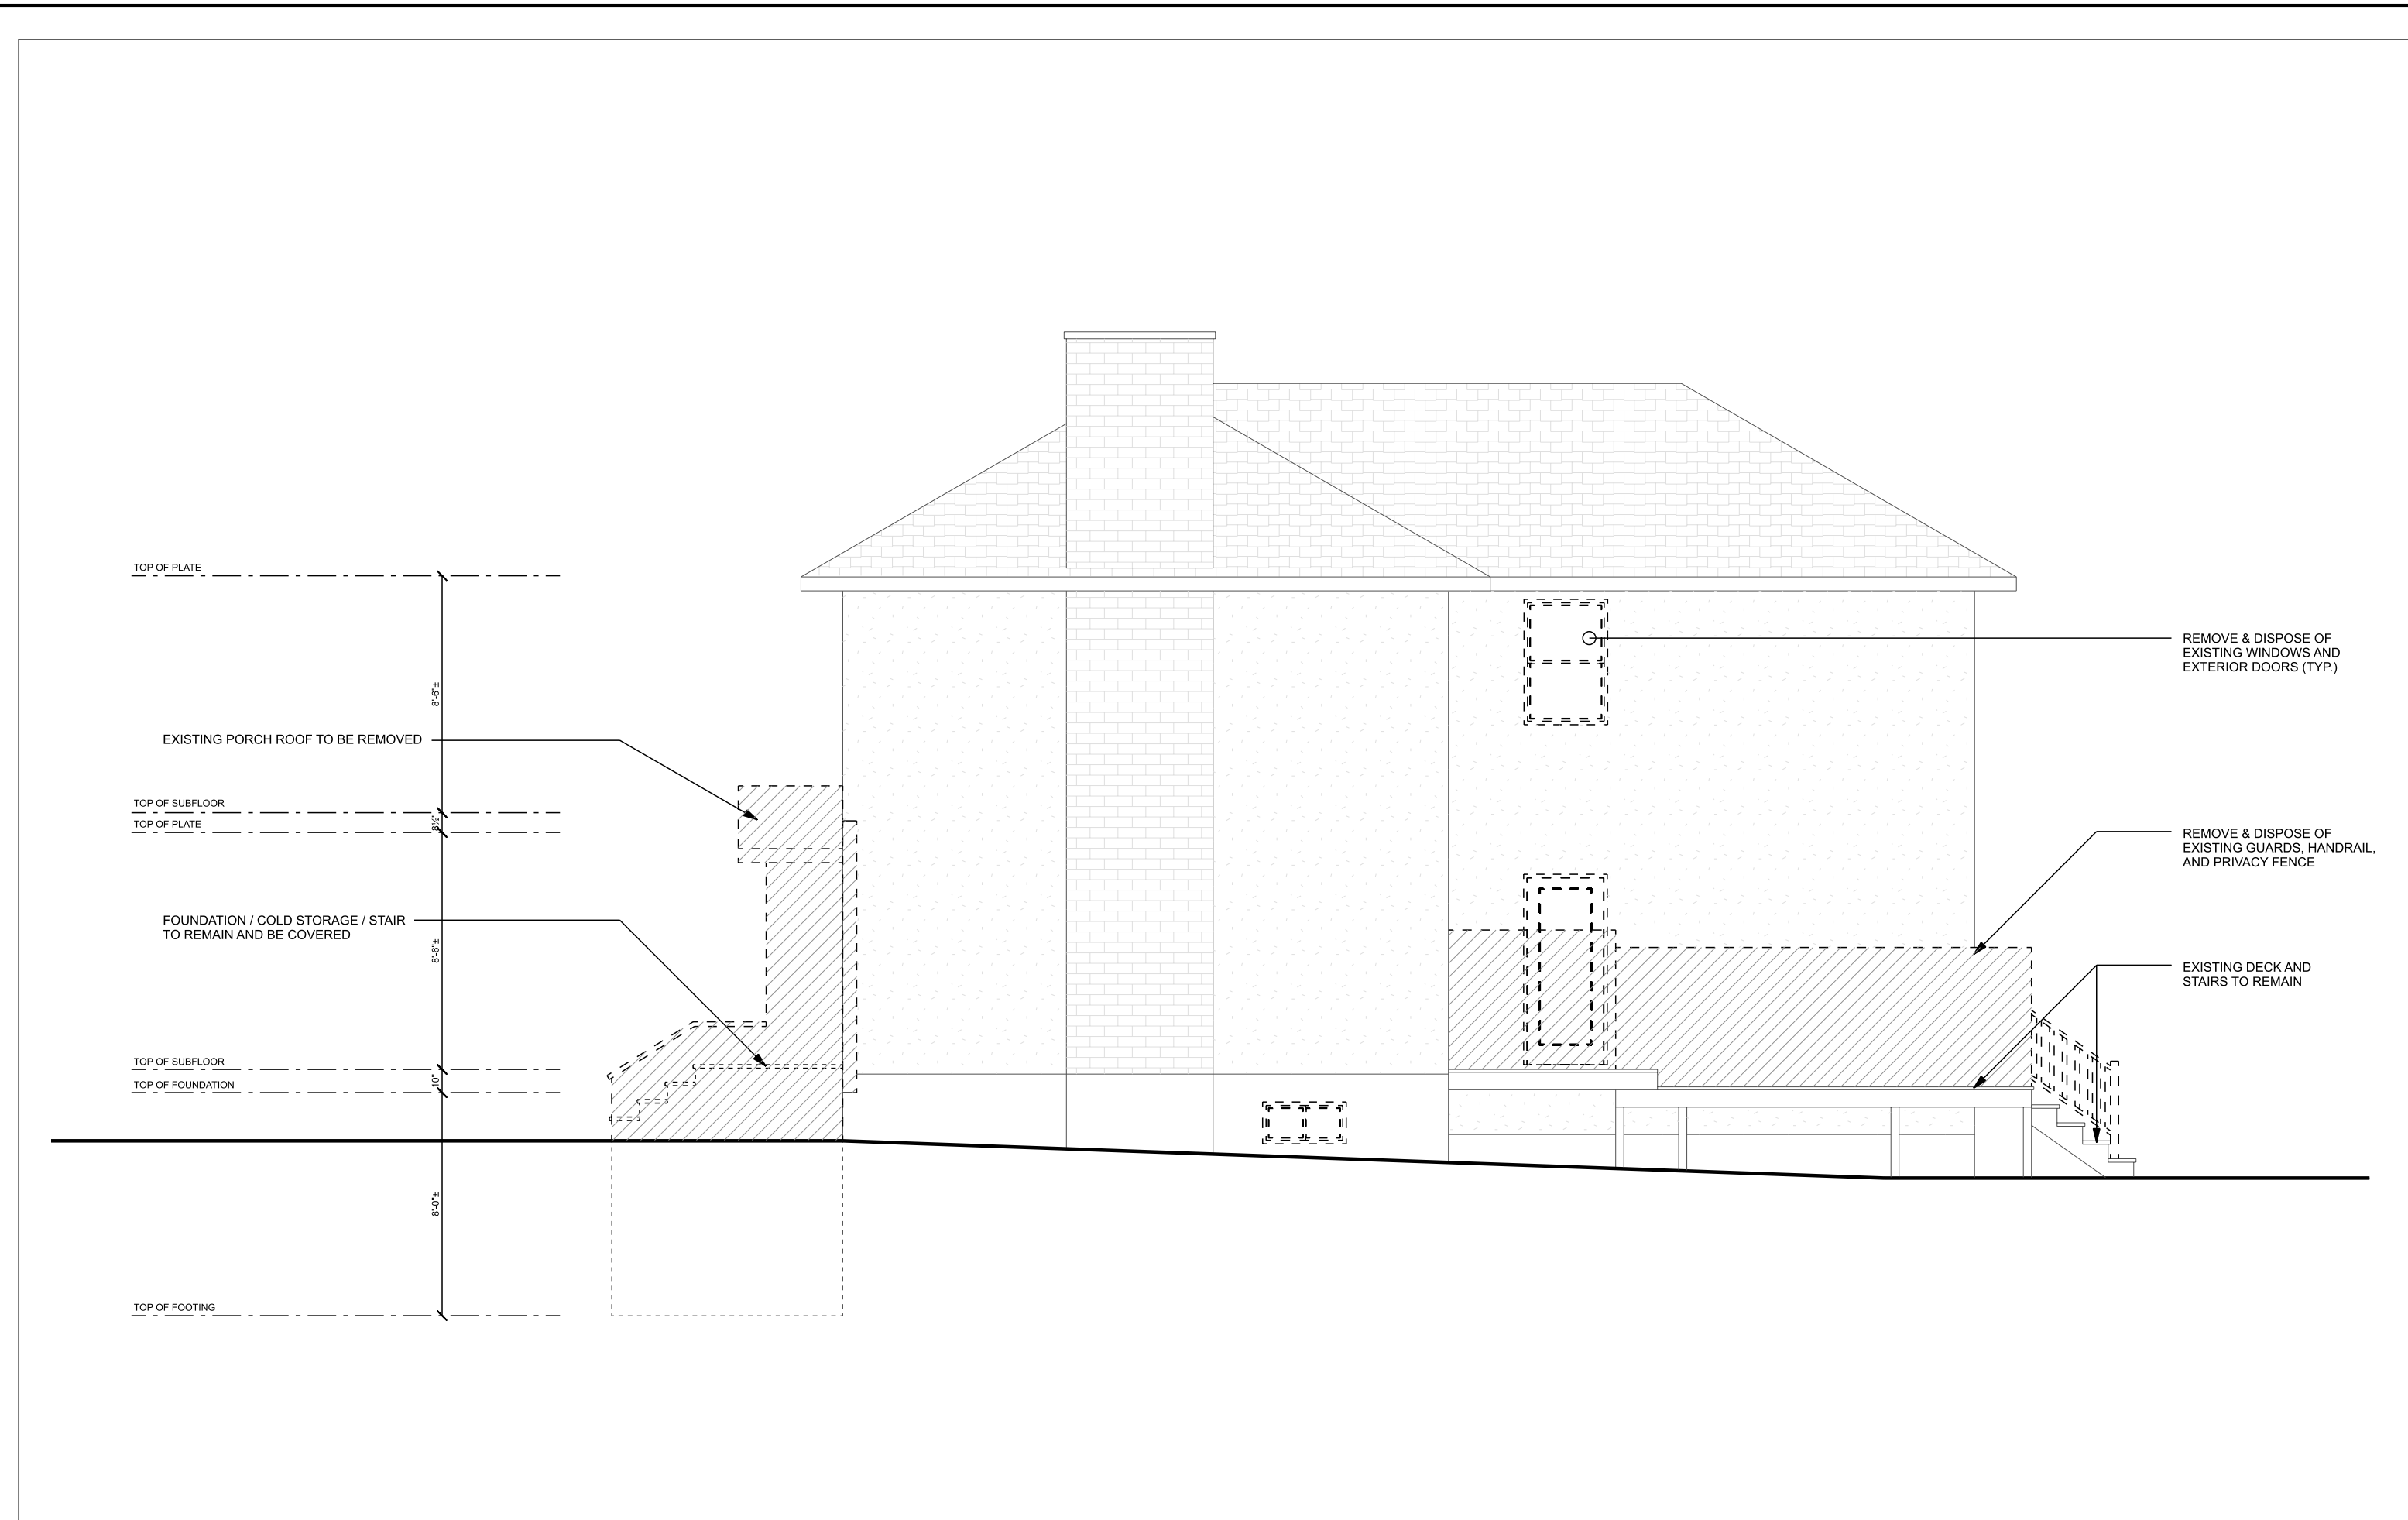 TOP OF PLATE
8'-6"±
REMOVE & DISPOSE OF
EXISTING WINDOWS AND
EXTERIOR DOORS (TYP.)
EXISTING PORCH ROOF TO BE REMOVED
TOP OF SUBFLOOR
8½"
TOP OF PLATE
REMOVE & DISPOSE OF
EXISTING GUARDS, HANDRAIL,
AND PRIVACY FENCE
FOUNDATION / COLD STORAGE / STAIR
TO REMAIN AND BE COVERED
8'-6"±
EXISTING DECK AND
STAIRS TO REMAIN
TOP OF SUBFLOOR
10"
TOP OF FOUNDATION
8'-0"±
TOP OF FOOTING